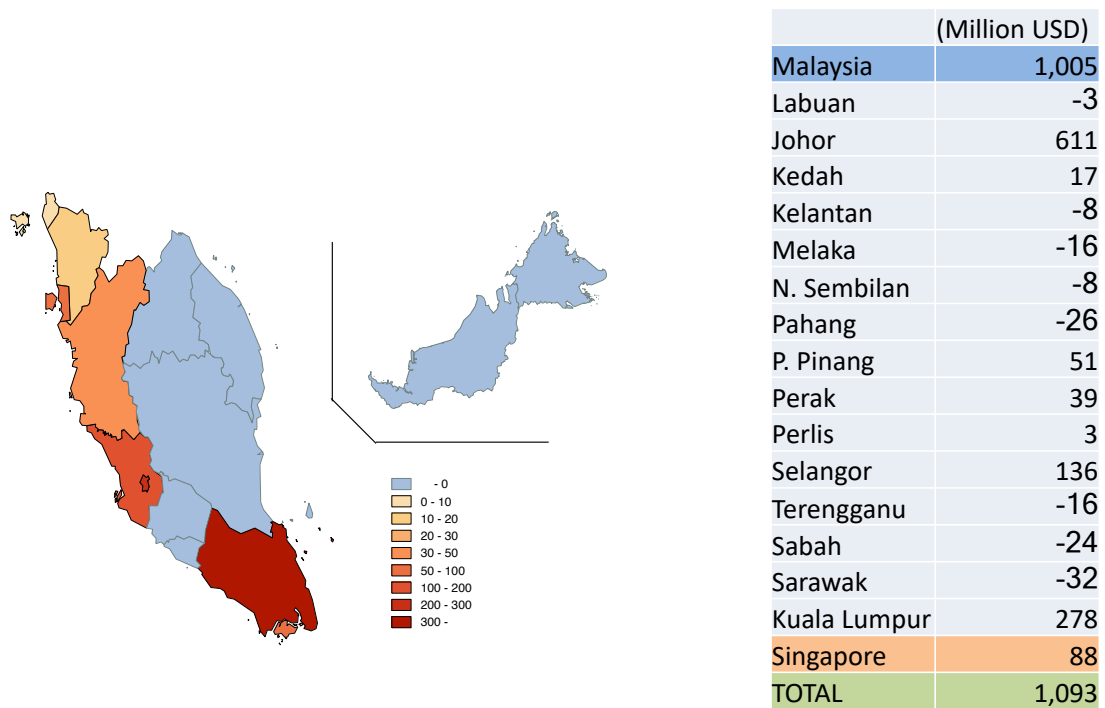 - 0
0 - 10
10 - 20
20 - 30
30 - 50
50 - 100
100 - 200
200 - 300
300 -
(Million USD)
Malaysia 1,005
Labuan -3
Johor 611
Kedah 17
Kelantan -8
Melaka -16
N. Sembilan -8
Pahang -26
P. Pinang 51
Perak 39
Perlis 3
Selangor 136
Terengganu -16
Sabah -24
Sarawak -32
Kuala Lumpur 278
Singapore 88
TOTAL 1,093